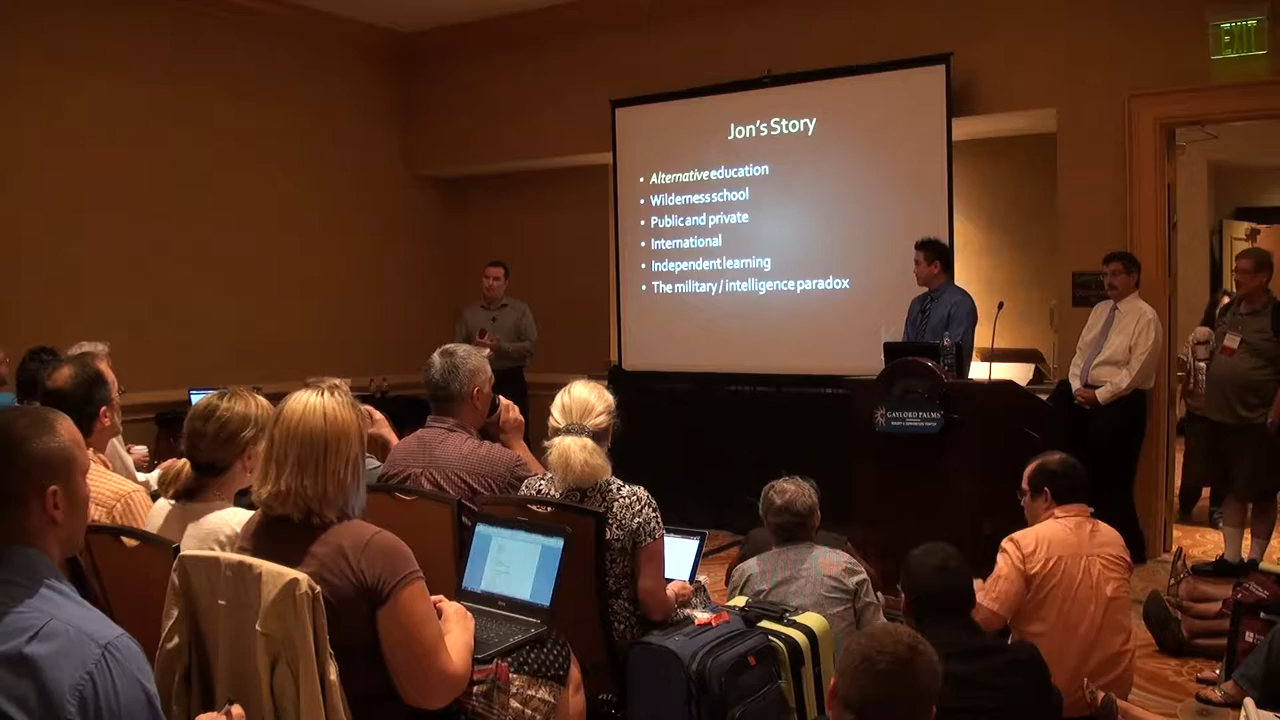 EXIT
Jon's Story
• Alternative education
• Wilderness school
• Public and private
• International
• Independent learning
• The military / intelligence paradox
GAYLORD PALMS